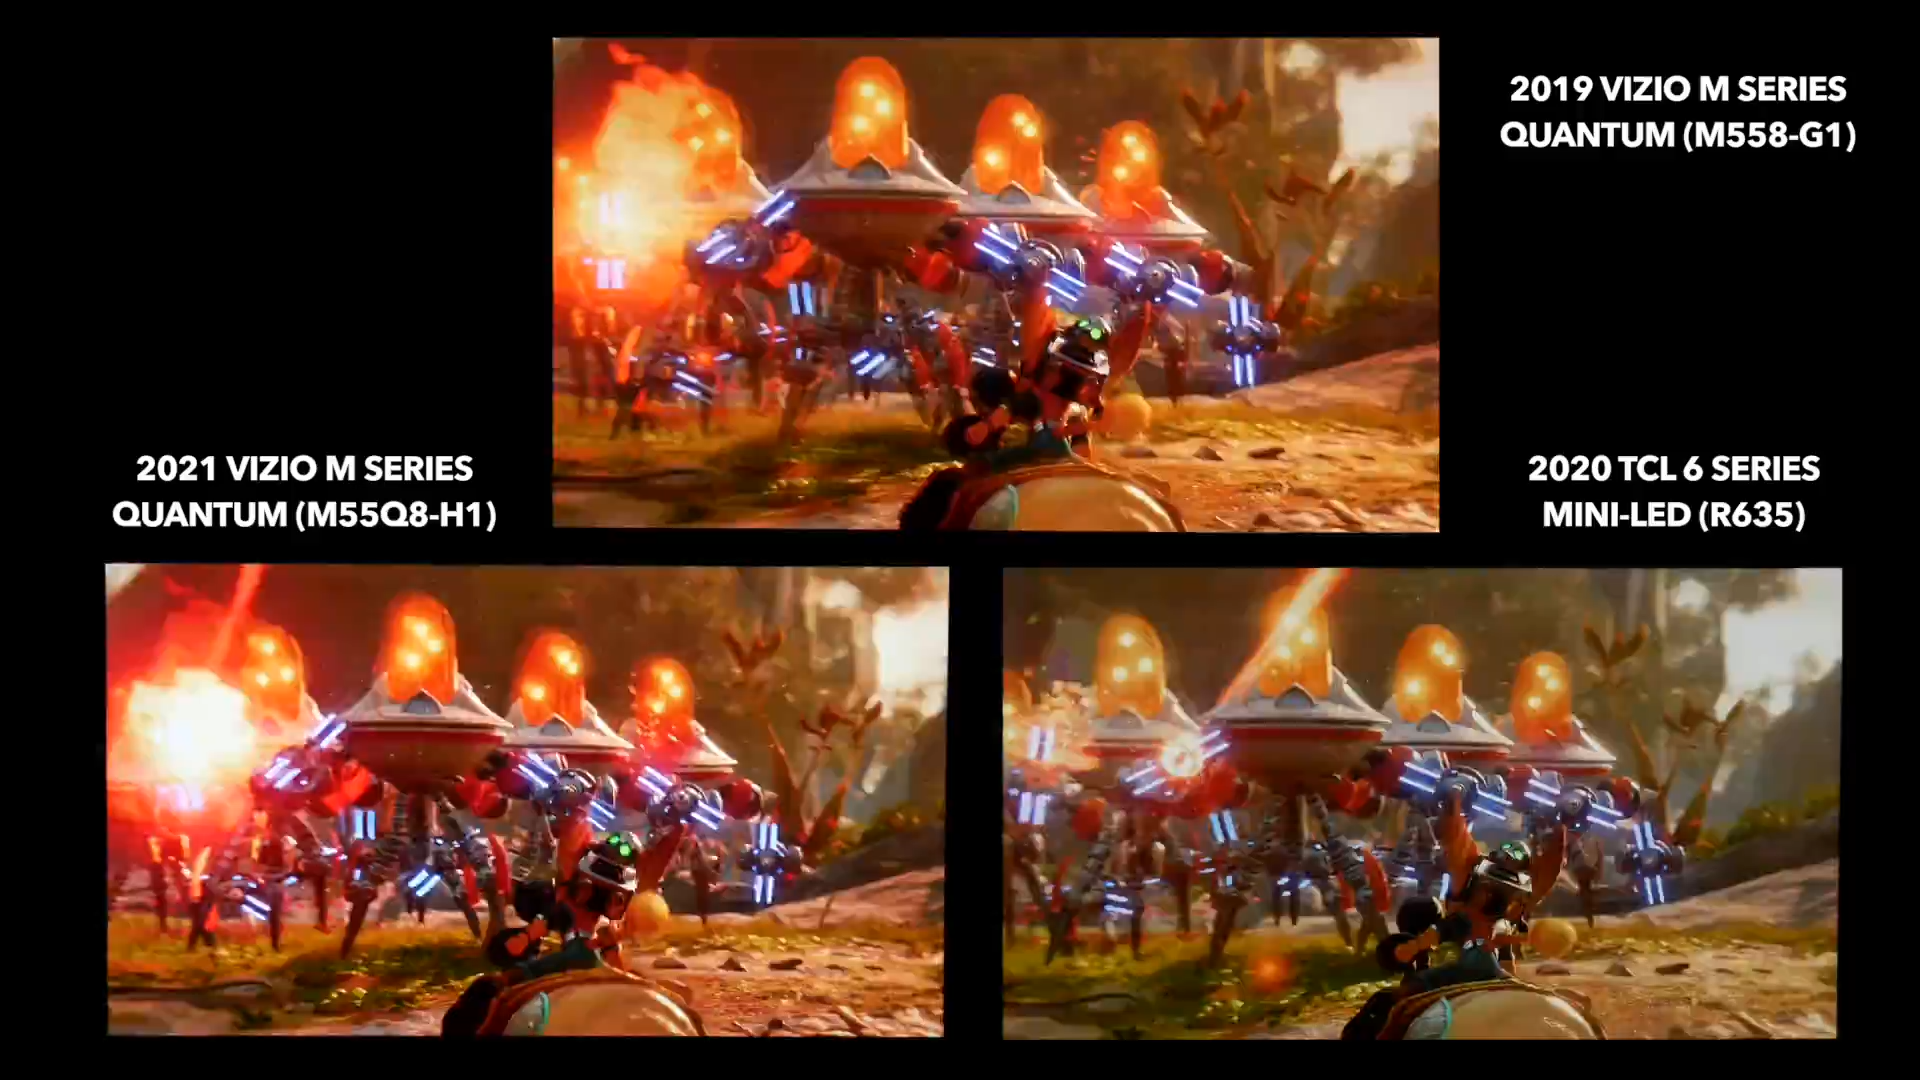 2019 VIZIO M SERIES
QUANTUM (M558-G1)
2021 VIZIO M SERIES
QUANTUM (M55Q8-H1)
2020 TCL 6 SERIES
MINI-LED (R635)